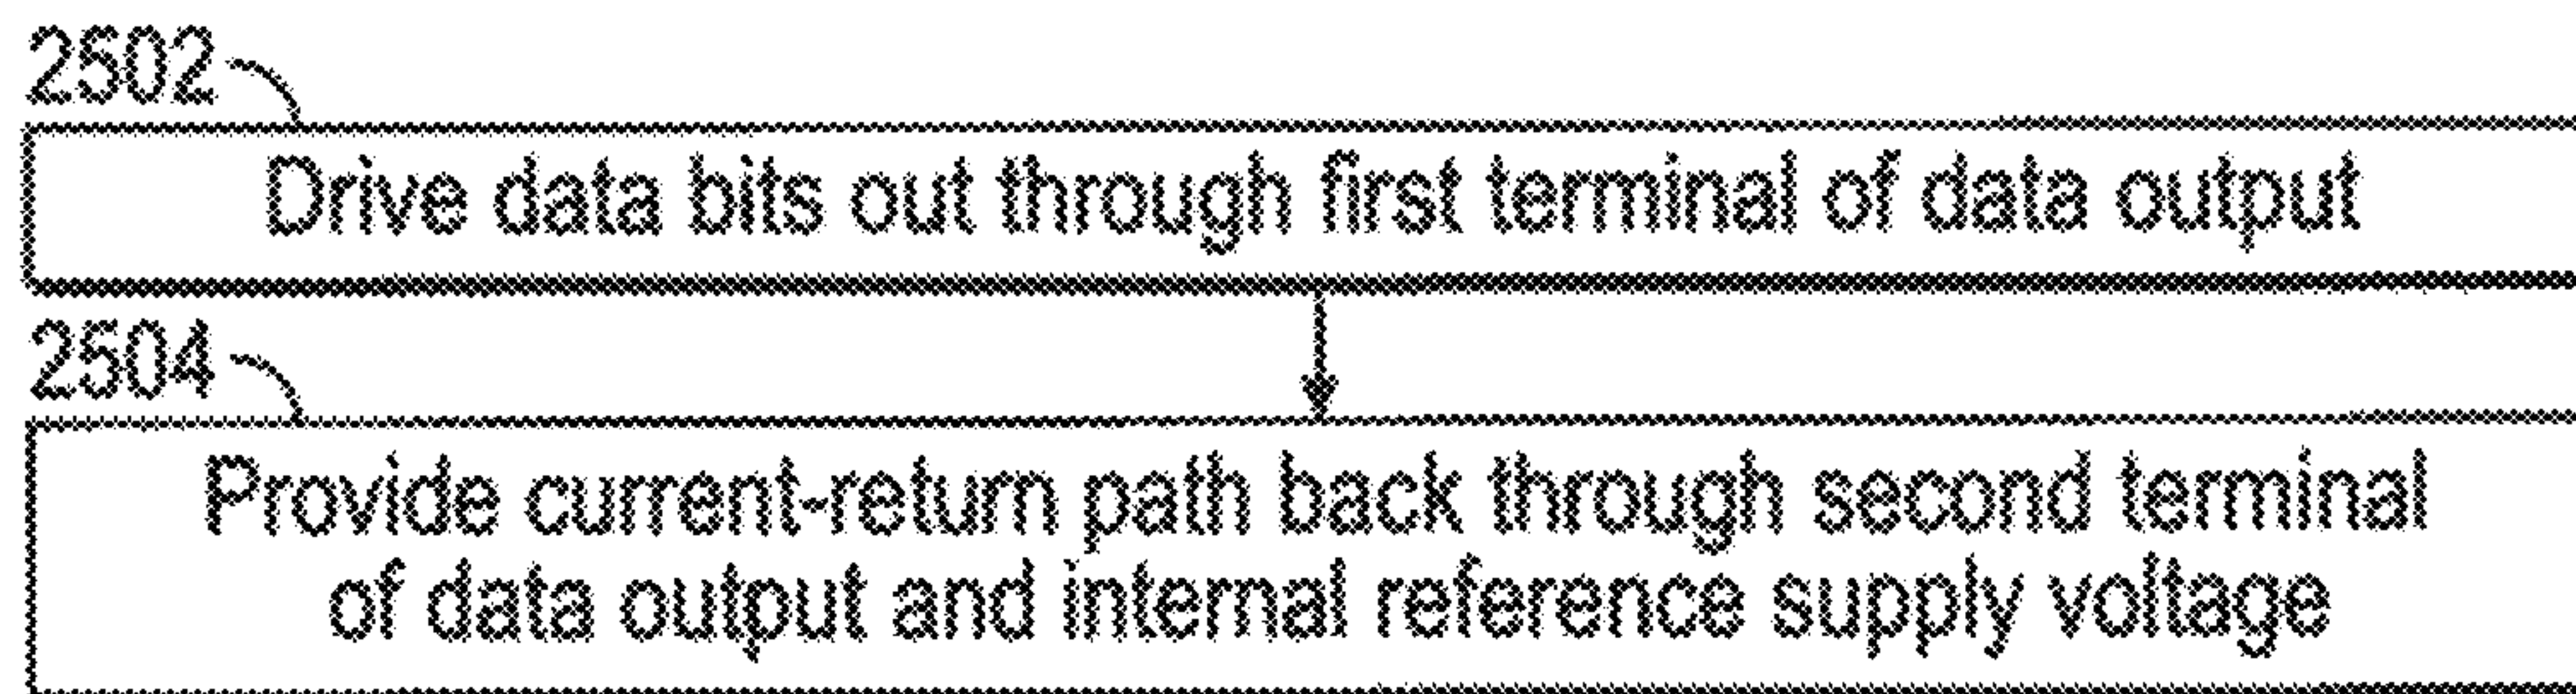 2502
Drive data bits out through first terminal of data output
2504
Provide current-return path back through second terminal
of data output and internal reference supply voltage